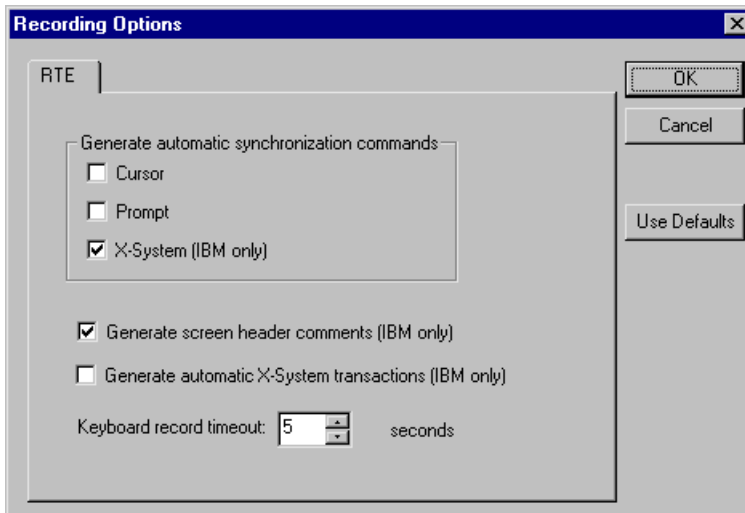 Recording Options
RTE
OK
Cancel
Use Defaults
Generate automatic synchronization commands
Cursor
Prompt
X-System (IBM only)
Generate screen header comments (IBM only)
Generate automatic X-System transactions (IBM only)
Keyboard record timeout: 5 seconds